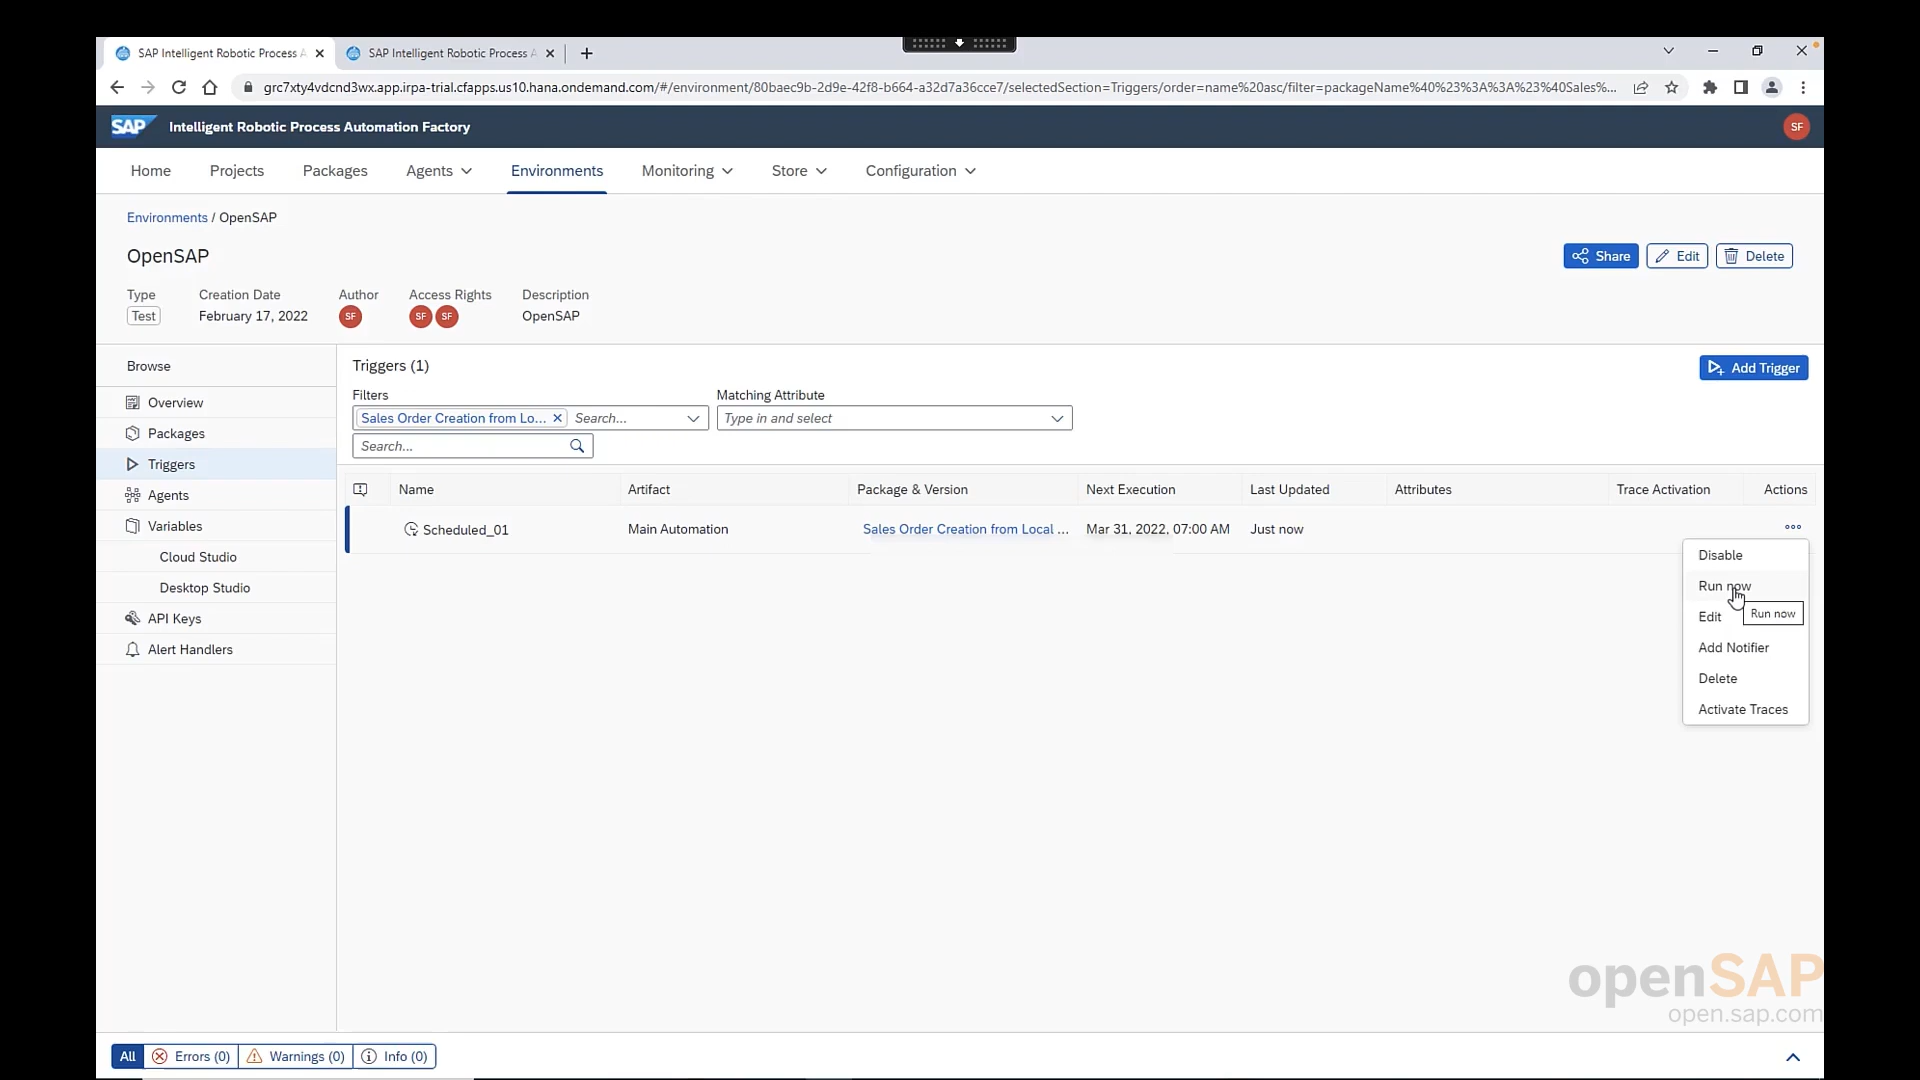 SAP Intelligent Robotic Process A
SAP Intelligent Robotic Process A
grc7xty4vdcnd3wx.app.irpa-trial.cfapps.us10.hana.ondemand.com/#/environment/80baec9b-2d9e-42f8-b664-a32d7a36cce7/selectedSection=Triggers/order=name%20asc/filter=packageName%40%23%3A%3A%23%40Sales%...
SAP Intelligent Robotic Process Automation Factory SF
Home Projects Packages Agents Environments Monitoring Store Configuration
Environments / OpenSAP
OpenSAP
Share Edit Delete
Type Creation Date Author Access Rights Description
Test February 17, 2022 SF SF SF OpenSAP
Browse
Overview
Packages
Triggers
Agents
Variables
Cloud Studio
Desktop Studio
API Keys
Alert Handlers
Triggers (1)
Add Trigger
Filters Matching Attribute
Sales Order Creation from Lo... Search... Type in and select
Search...
Name Artifact Package & Version Next Execution Last Updated Attributes Trace Activation Actions
Scheduled_01 Main Automation Sales Order Creation from Local ... Mar 31, 2022, 07:00 AM Just now
Disable
Run now
Run now
Edit
Add Notifier
Delete
Activate Traces
openSAP
open.sap.com
All Errors (0) Warnings (0) Info (0)